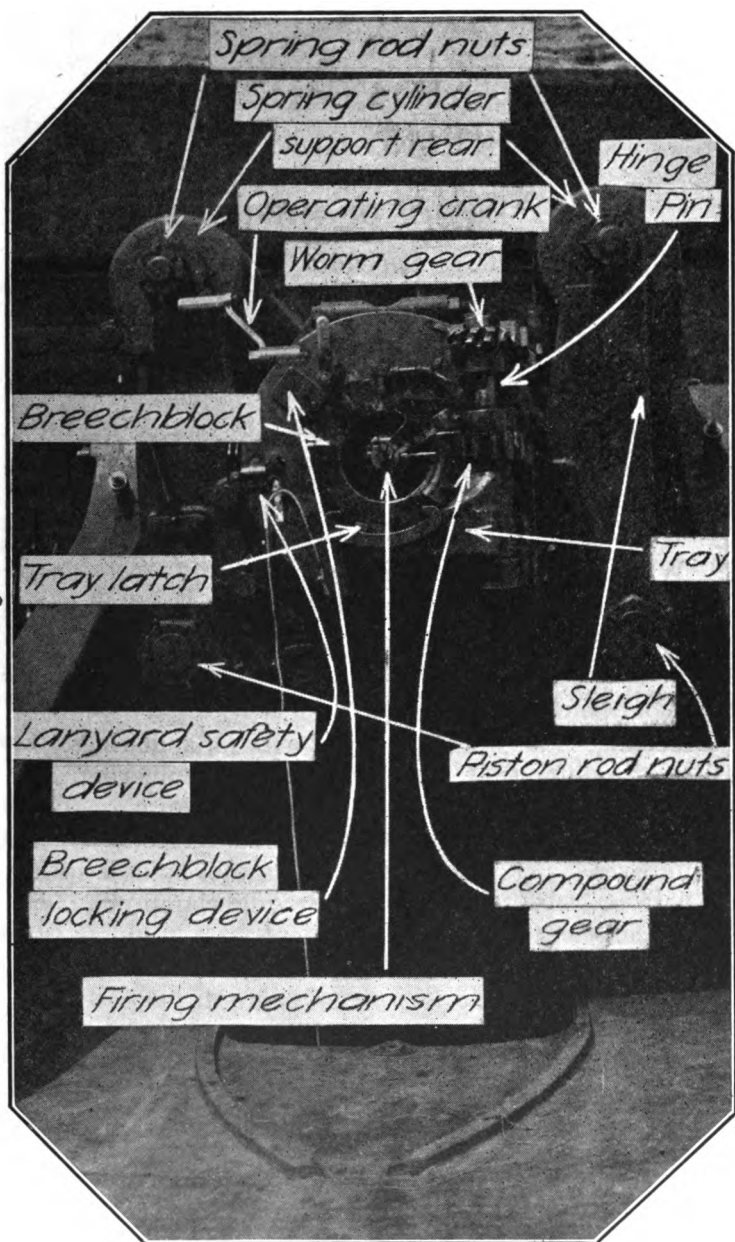 Spring rod nuts
Spring cylinder
support rear
Hinge
Pin
Operating crank
Worm gear
Breechblock
Tray latch
Tray
Sleigh
Lanyard safety
device
Piston rod nuts
Breechblock
locking device
Compound
gear
Firing mechanism